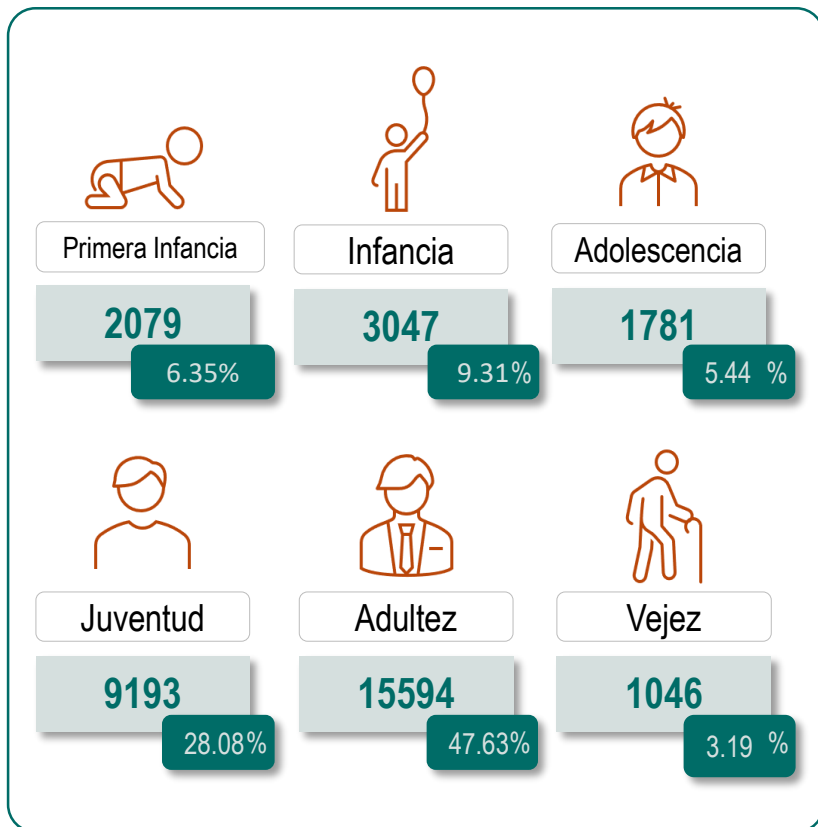 Primera Infancia
2079
6.35%
Infancia
3047
9.31%
Adolescencia
1781
5.44 %
Juventud
9193
28.08%
Adultez
15594
47.63%
Vejez
1046
3.19 %